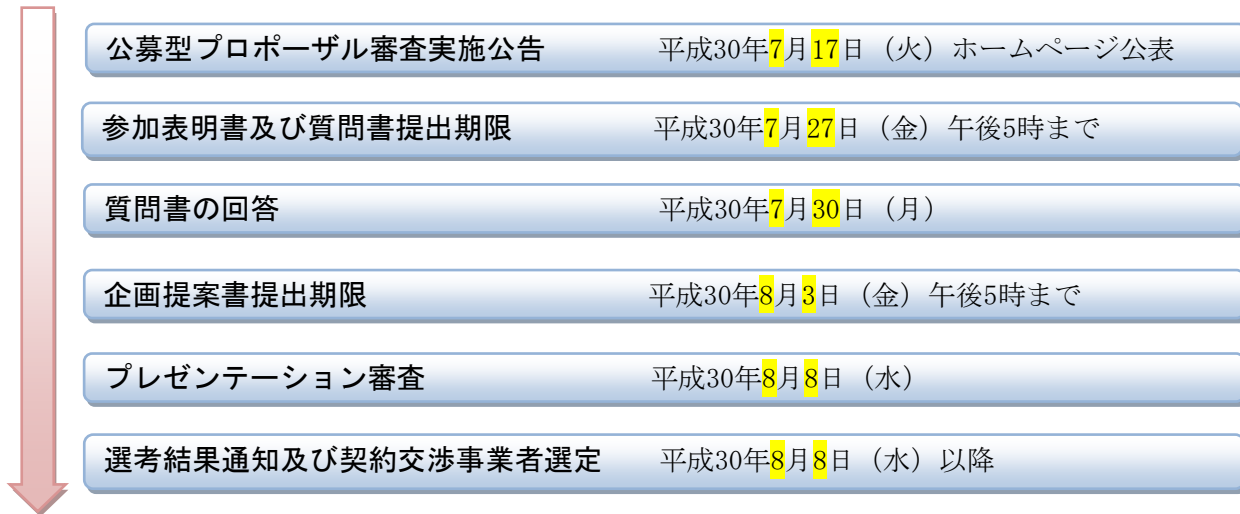 公募型プロポーザル審査実施公告 平成30年7月17日（火）ホームページ公表
参加表明書及び質問書提出期限 平成30年7月27日（金）午後5時まで
質問書の回答 平成30年7月30日（月）
企画提案書提出期限 平成30年8月3日（金）午後5時まで
プレゼンテーション審査 平成30年8月8日（水）
選考結果通知及び契約交渉事業者選定 平成30年8月8日（水）以降